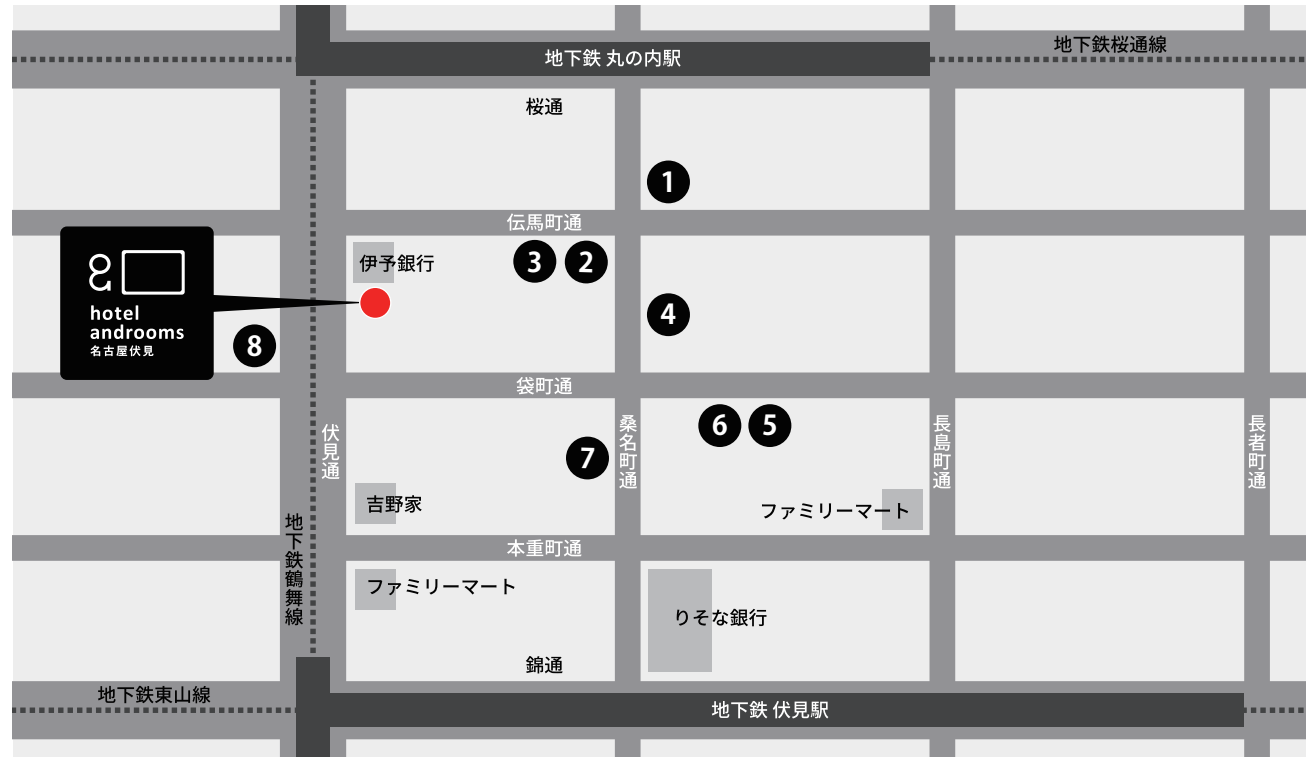 地下鉄桜通線
地下鉄 丸の内駅
桜通
1
伝馬町通
伊予銀行
3
2
hotel
androoms
名古屋伏見
4
8
袋町通
伏見通
桑名町通
6
5
長島町通
長者町通
7
吉野家
ファミリーマート
地下鉄鶴舞線
本重町通
ファミリーマート
りそな銀行
錦通
地下鉄東山線
地下鉄 伏見駅